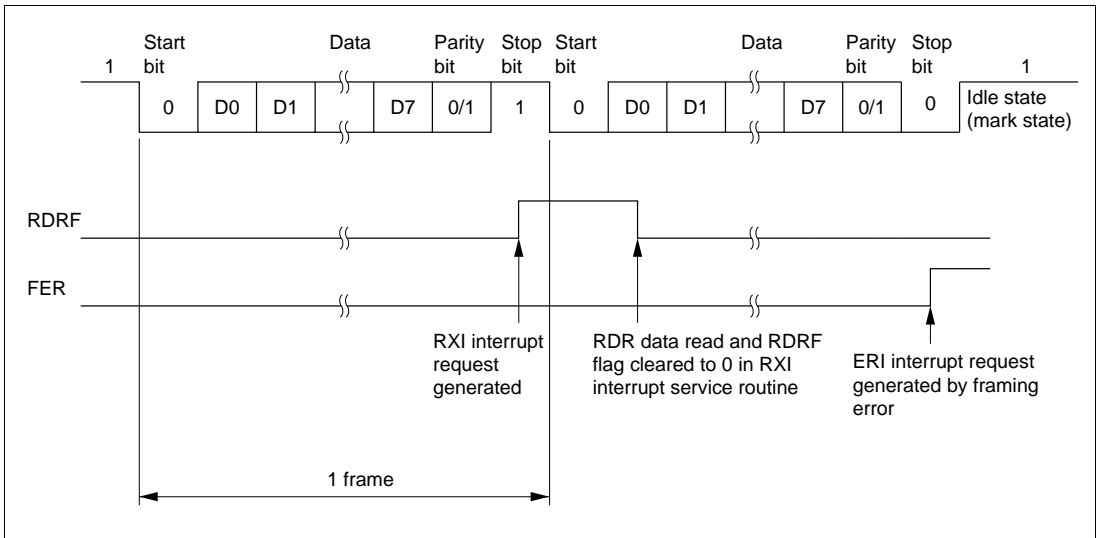 Start bit Data Parity bit Stop bit Start bit Data Parity bit Stop bit
1 0 D0 D1 D7 0/1 1 0 D0 D1 D7 0/1 0 1
Idle state
(mark state)
RDRF
FER
RXI interrupt
request
generated
RDR data read and RDRF
flag cleared to 0 in RXI
interrupt service routine
ERI interrupt request
generated by framing
error
1 frame